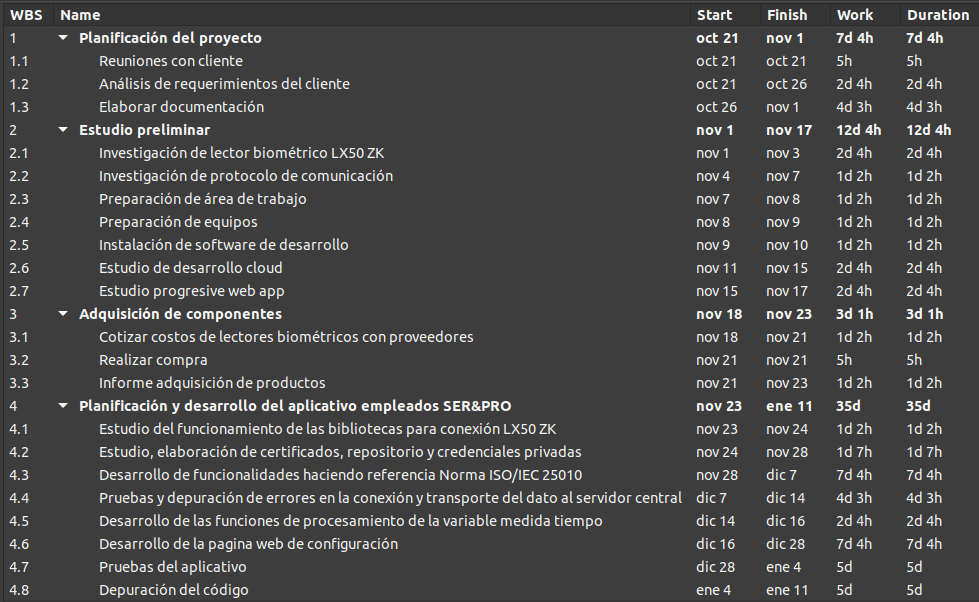 WBS Name Start Finish Work Duration
1 Planificación del proyecto oct 21 nov 1 7d 4h 7d 4h
1.1 Reuniones con cliente oct 21 oct 21 5h 5h
1.2 Análisis de requerimientos del cliente oct 21 oct 26 2d 4h 2d 4h
1.3 Elaborar documentación oct 26 nov 1 4d 3h 4d 3h
2 Estudio preliminar nov 1 nov 17 12d 4h 12d 4h
2.1 Investigación de lector biométrico LX50 ZK nov 1 nov 3 2d 4h 2d 4h
2.2 Investigación de protocolo de comunicación nov 4 nov 7 1d 2h 1d 2h
2.3 Preparación de área de trabajo nov 7 nov 8 1d 2h 1d 2h
2.4 Preparación de equipos nov 8 nov 9 1d 2h 1d 2h
2.5 Instalación de software de desarrollo nov 9 nov 10 1d 2h 1d 2h
2.6 Estudio de desarrollo cloud nov 11 nov 15 2d 4h 2d 4h
2.7 Estudio progresive web app nov 15 nov 17 2d 4h 2d 4h
3 Adquisición de componentes nov 18 nov 23 3d 1h 3d 1h
3.1 Cotizar costos de lectores biométricos con proveedores nov 18 nov 21 1d 2h 1d 2h
3.2 Realizar compra nov 21 nov 21 5h 5h
3.3 Informe adquisición de productos nov 21 nov 23 1d 2h 1d 2h
4 Planificación y desarrollo del aplicativo empleados SER&PRO nov 23 ene 11 35d 35d
4.1 Estudio del funcionamiento de las bibliotecas para conexión LX50 ZK nov 23 nov 24 1d 2h 1d 2h
4.2 Estudio, elaboración de certificados, repositorio y credenciales privadas nov 24 nov 28 1d 7h 1d 7h
4.3 Desarrollo de funcionalidades haciendo referencia Norma ISO/IEC 25010 nov 28 dic 7 7d 4h 7d 4h
4.4 Pruebas y depuración de errores en la conexión y transporte del dato al servidor central dic 7 dic 14 4d 3h 4d 3h
4.5 Desarrollo de las funciones de procesamiento de la variable medida tiempo dic 14 dic 16 2d 4h 2d 4h
4.6 Desarrollo de la pagina web de configuración dic 16 dic 28 7d 4h 7d 4h
4.7 Pruebas del aplicativo dic 28 ene 4 5d 5d
4.8 Depuración del código ene 4 ene 11 5d 5d